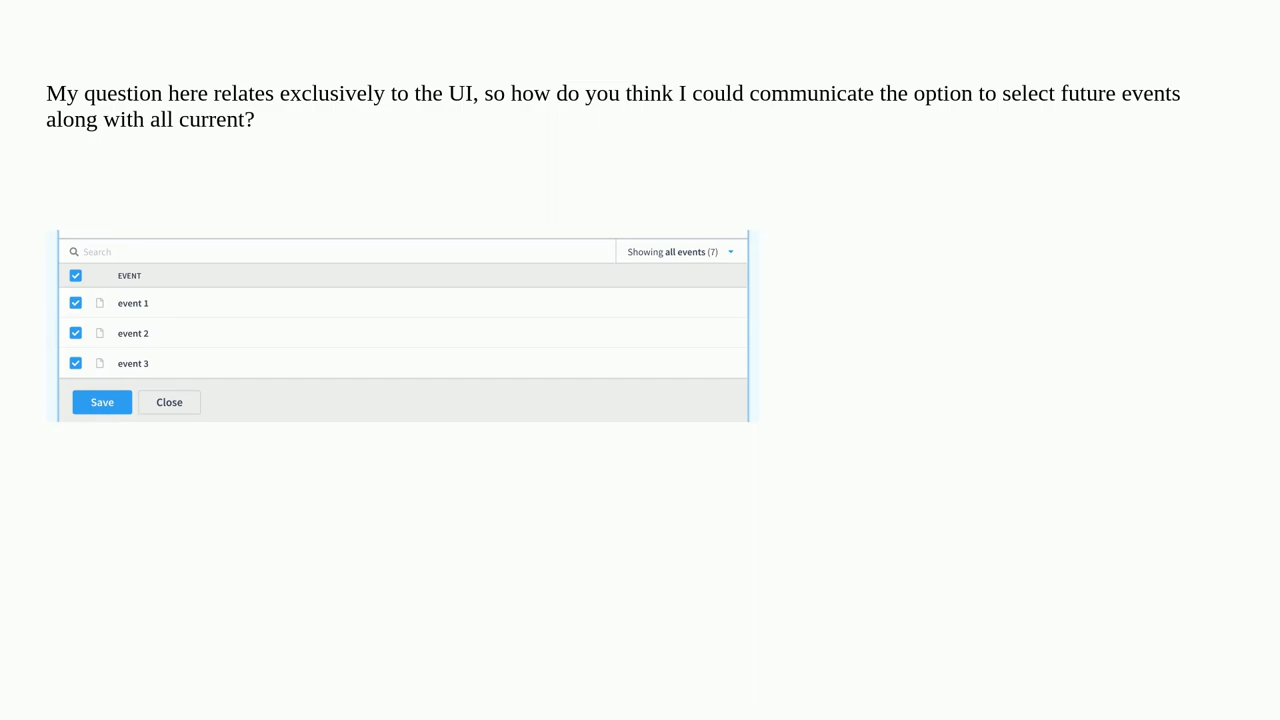 My question here relates exclusively to the UI, so how do you think I could communicate the option to select future events
along with all current?
Search
Showing all events (7)
EVENT
event 1
event 2
event 3
Save
Close